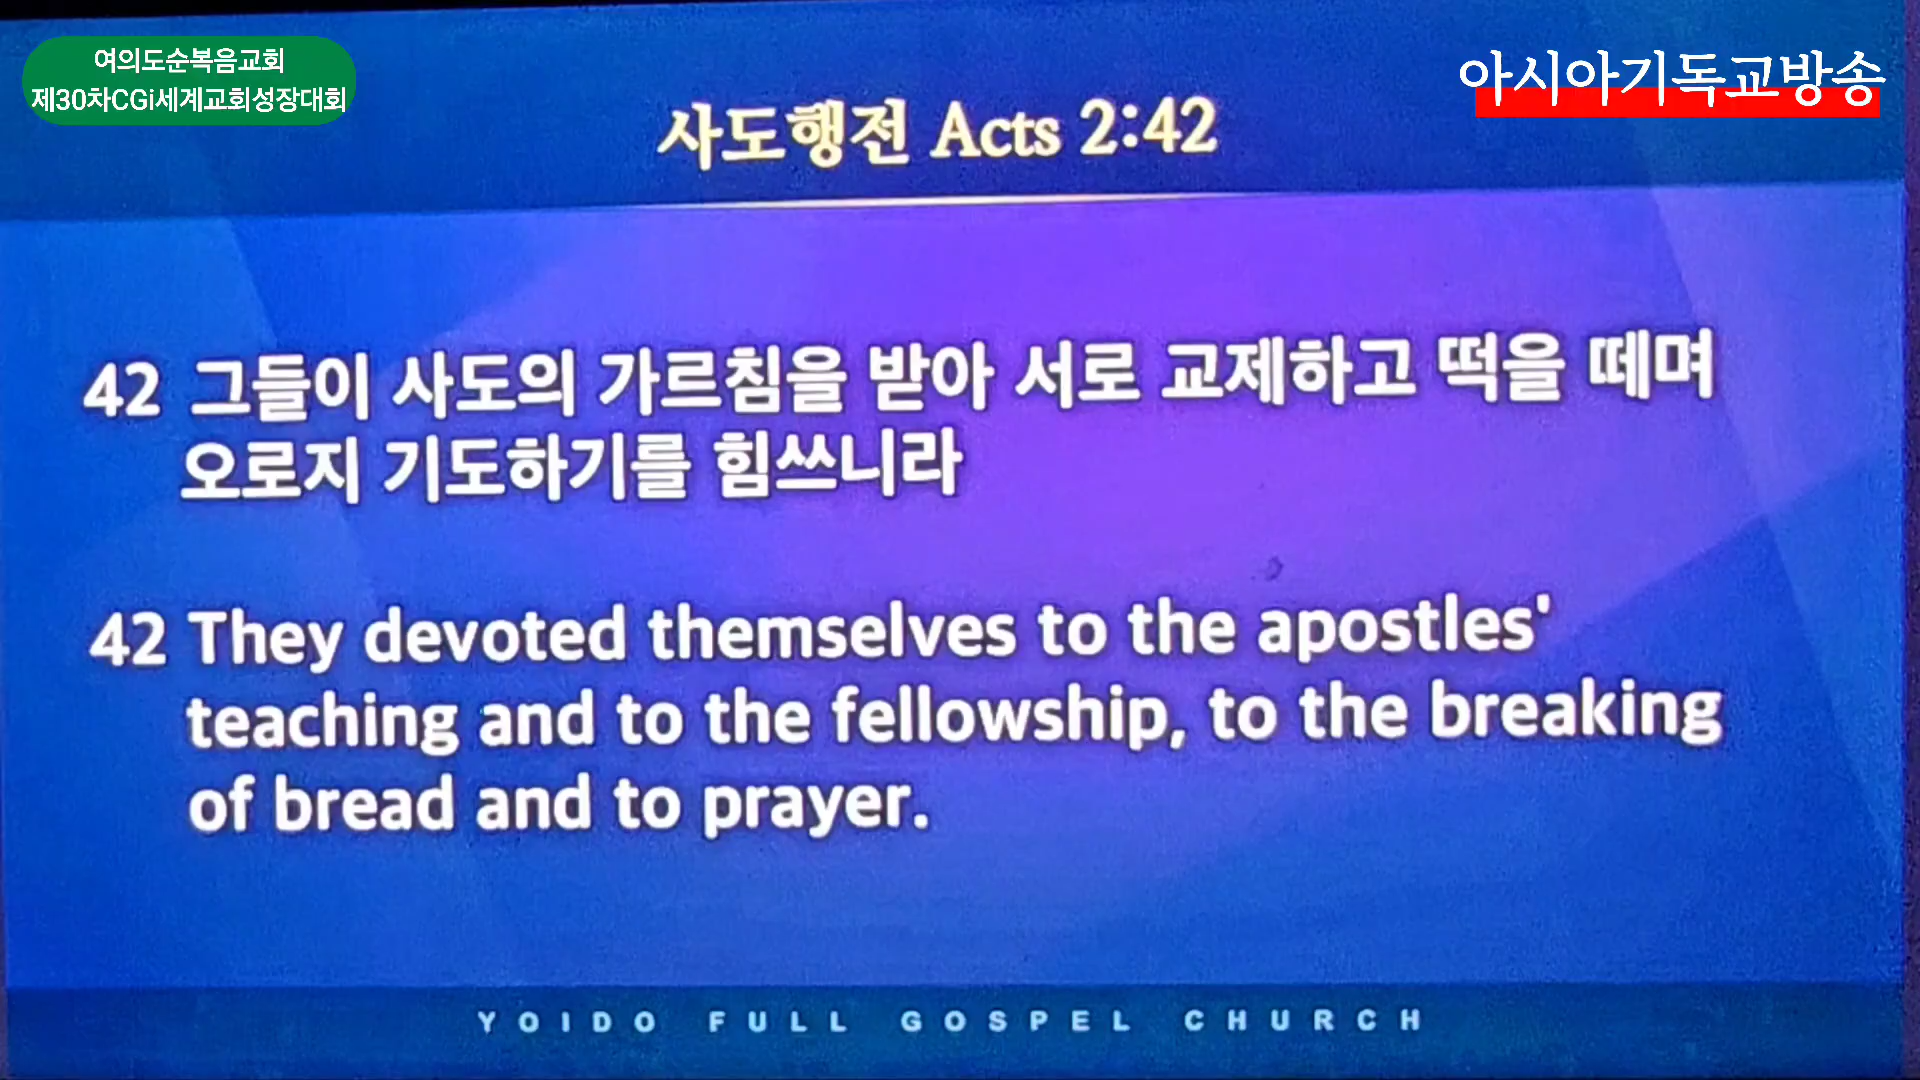 여의도순복음교회
제30차CGi세계교회성장대회
아시아기독교방송
사도행전 Acts 2:42
42 그들이 사도의 가르침을 받아 서로 교제하고 떡을 떼며
오로지 기도하기를 힘쓰니라
42 They devoted themselves to the apostles'
teaching and to the fellowship, to the breaking
of bread and to prayer.
YOIDO FULL GOSPEL CHURCH